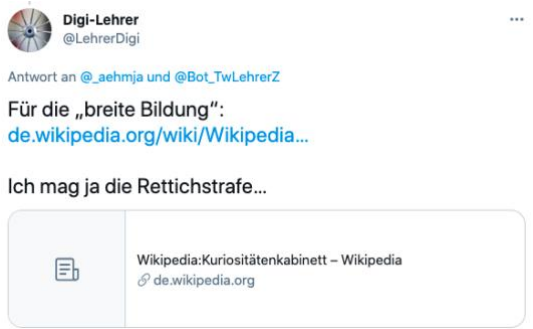 Digi-Lehrer
@LehrerDigi
Antwort an @_aehmja und @Bot_TwLehrerZ
Für die „breite Bildung“:
de.wikipedia.org/wiki/Wikipedia...
Ich mag ja die Rettichstrafe...
Wikipedia:Kuriositätenkabinett – Wikipedia
de.wikipedia.org